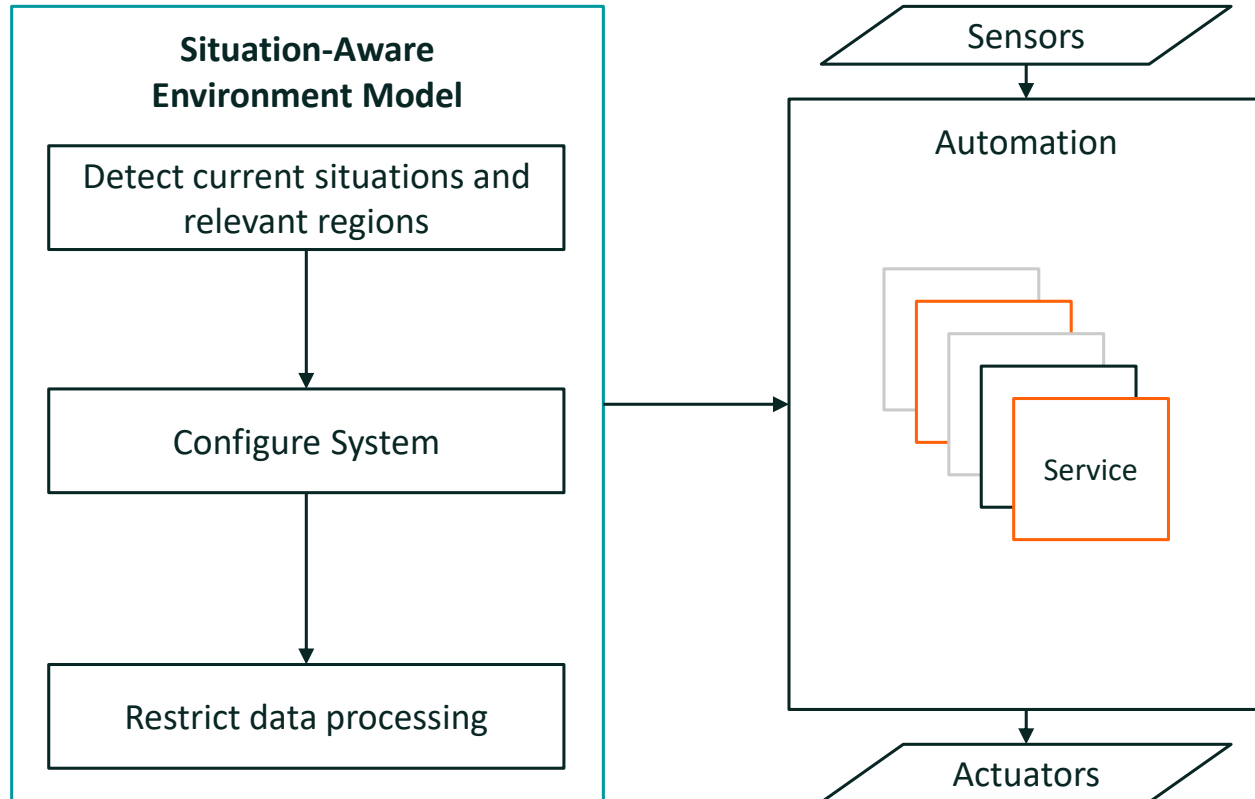 Situation-Aware
Environment Model
Detect current situations and
relevant regions
Configure System
Restrict data processing
Sensors
Automation
Service
Actuators